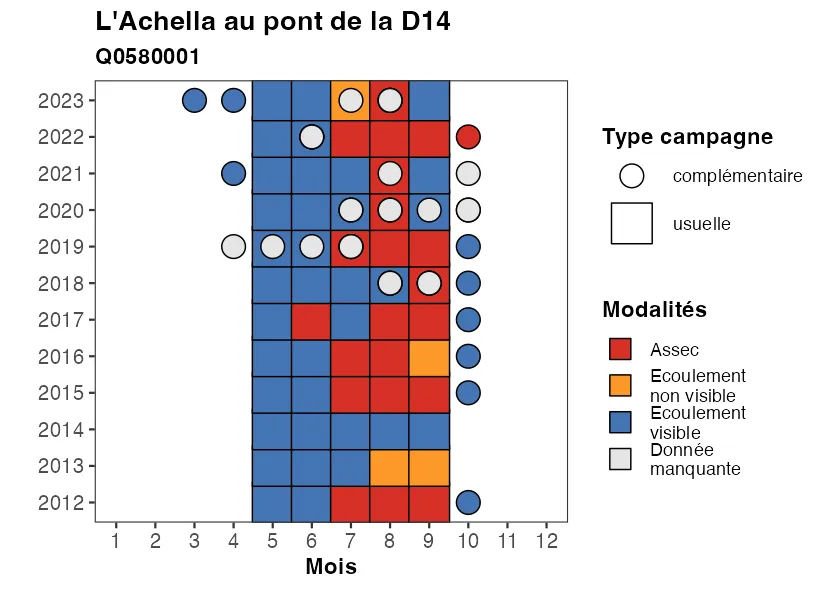 L'Achella au pont de la D14
Q0580001
2023
2022
2021
2020
2019
2018
2017
2016
2015
2014
2013
2012
1 2 3 4 5 6 7 8 9 10 11 12
Mois
Type campagne
complémentaire
usuelle
Modalités
Assec
Ecoulement
non visible
Ecoulement
visible
Donnée
manquante